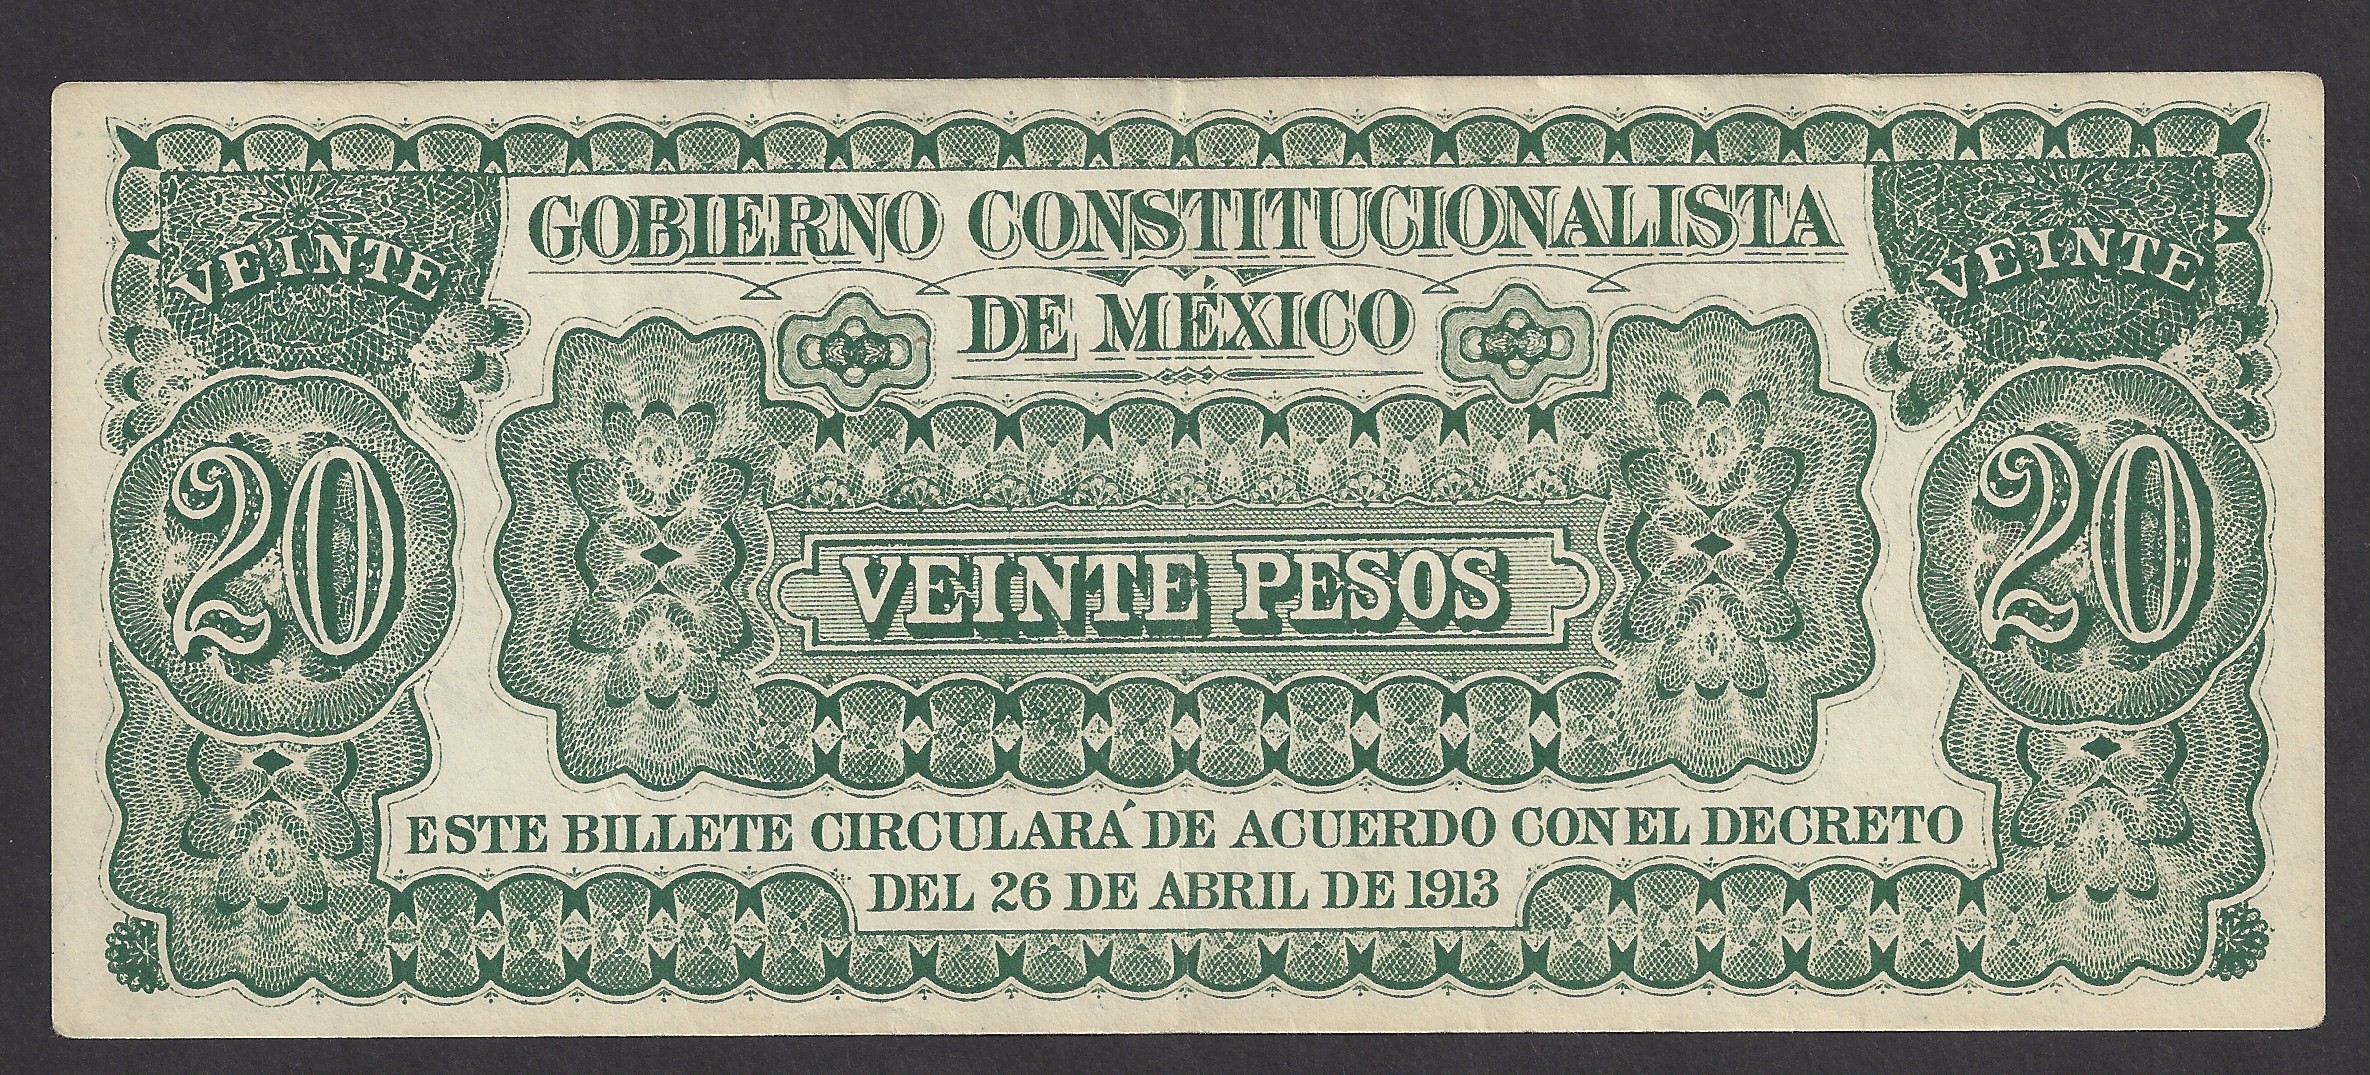 GOBIERNO CONSTITUCIONALISTA
DE MÉXICO
VEINTE
VEINTE
20
20
VEINTE PESOS
ESTE BILLETE CIRCULARÁ DE ACUERDO CON EL DECRETO
DEL 26 DE ABRIL DE 1913